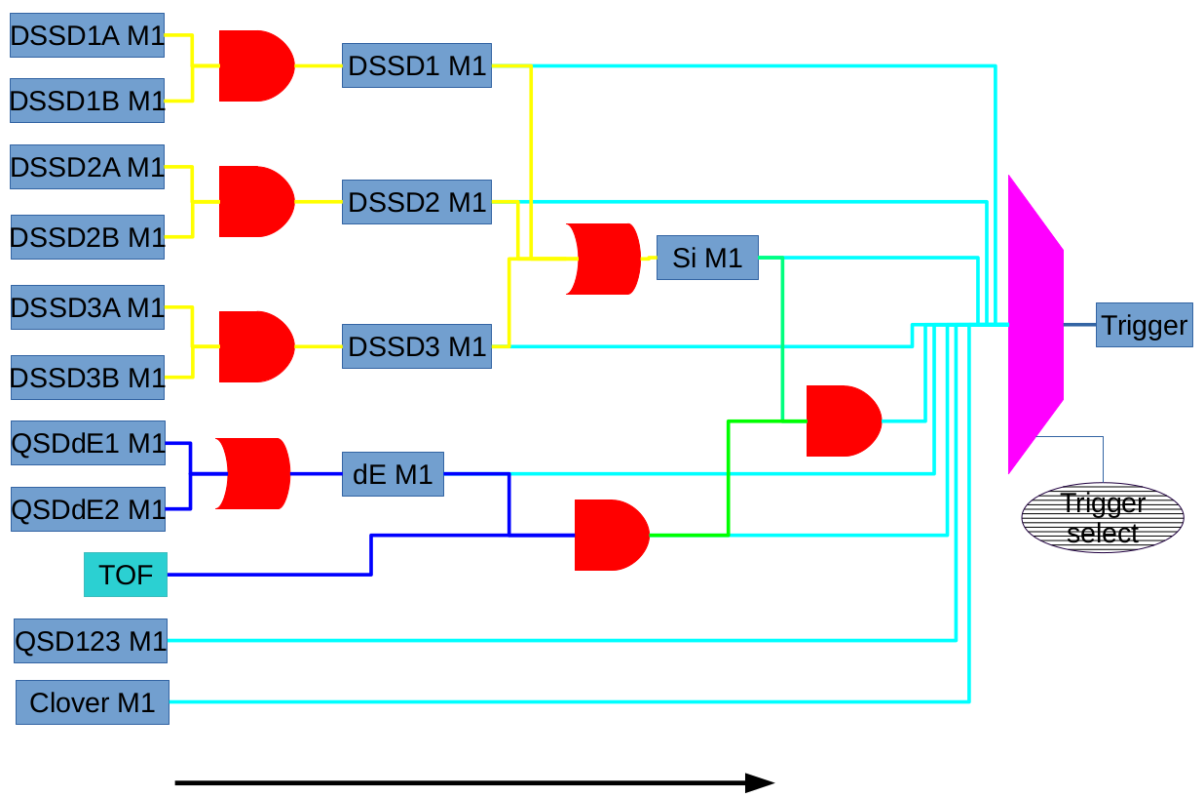 DSSD1A M1
DSSD1B M1
DSSD1 M1
DSSD2A M1
DSSD2B M1
DSSD2 M1
Si M1
DSSD3A M1
DSSD3B M1
DSSD3 M1
Trigger
QSDdE1 M1
QSDdE2 M1
dE M1
Trigger
select
TOF
QSD123 M1
Clover M1